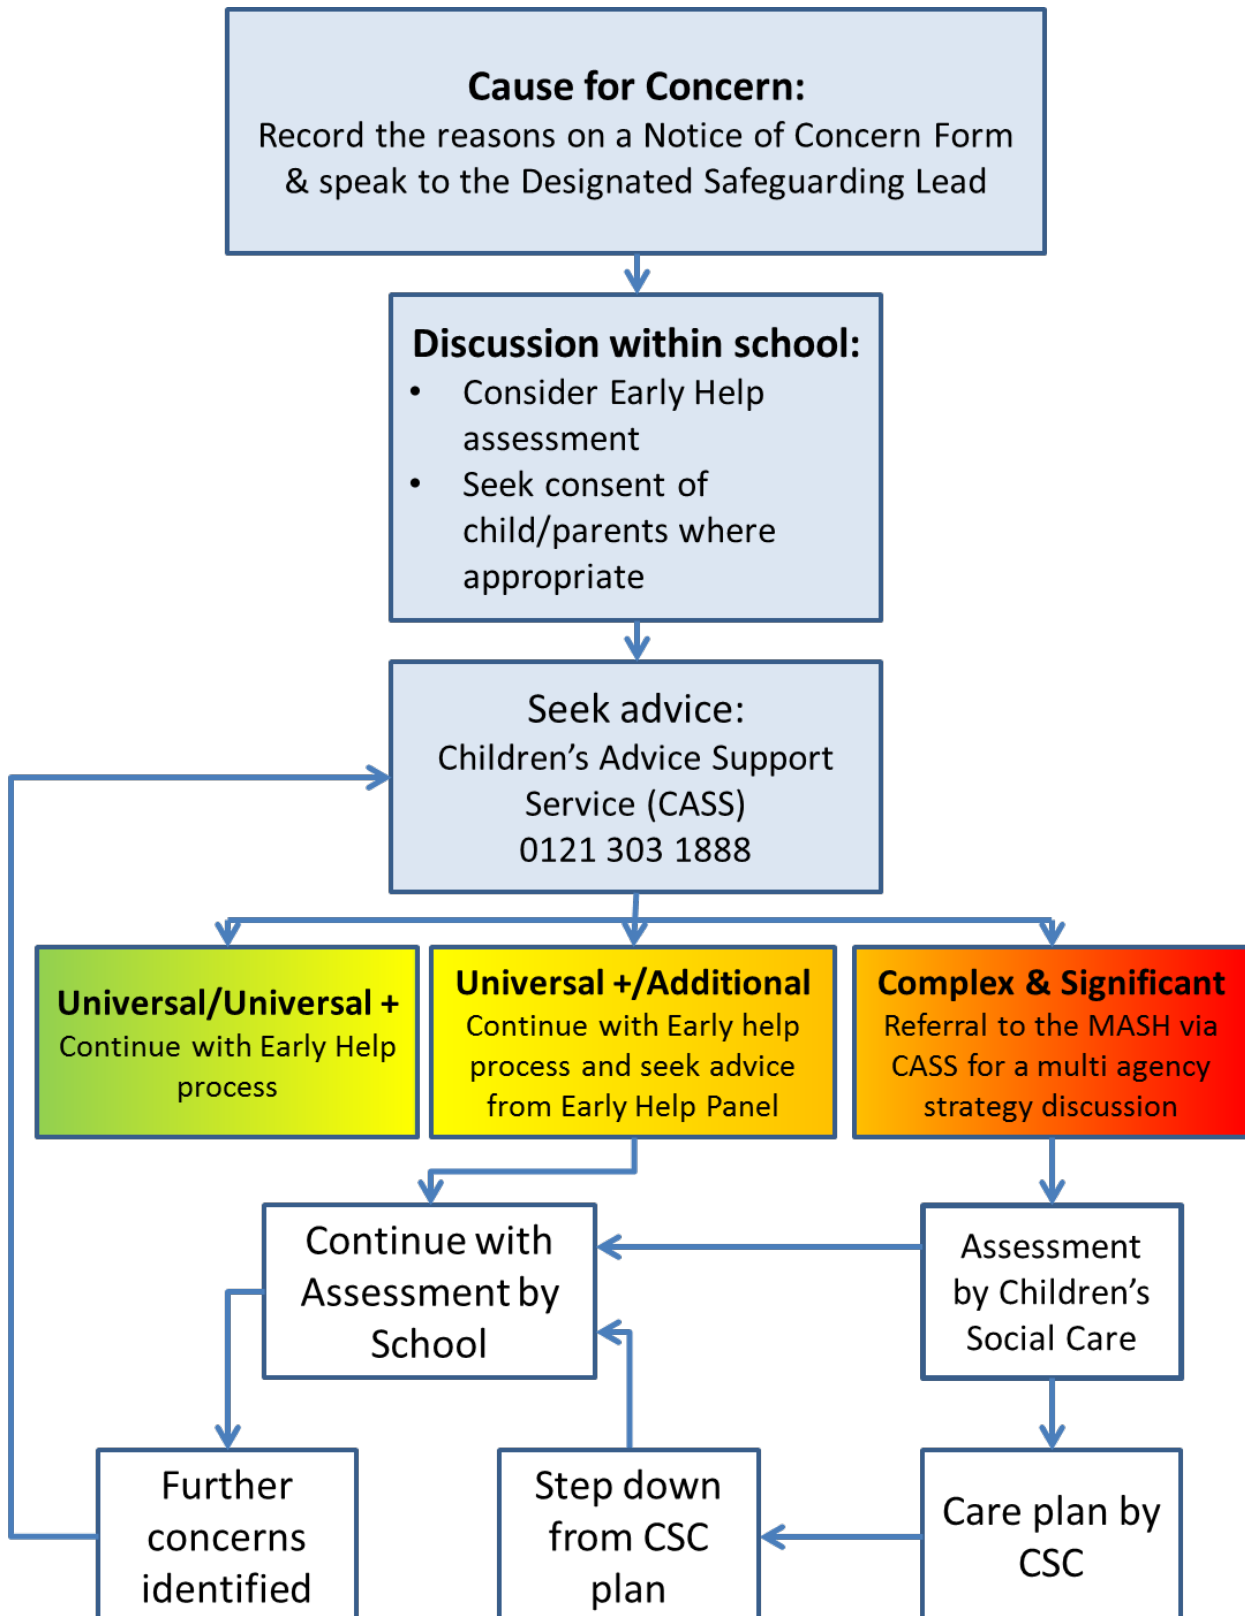 Cause for Concern:
Record the reasons on a Notice of Concern Form
& speak to the Designated Safeguarding Lead
Discussion within school:
• Consider Early Help
assessment
• Seek consent of
child/parents where
appropriate
Seek advice:
Children’s Advice Support
Service (CASS)
0121 303 1888
Universal/Universal +
Continue with Early Help
process
Universal +/Additional
Continue with Early help
process and seek advice
from Early Help Panel
Complex & Significant
Referral to the MASH via
CASS for a multi agency
strategy discussion
Continue with
Assessment by
School
Assessment
by Children’s
Social Care
Further
concerns
identified
Step down
from CSC
plan
Care plan by
CSC